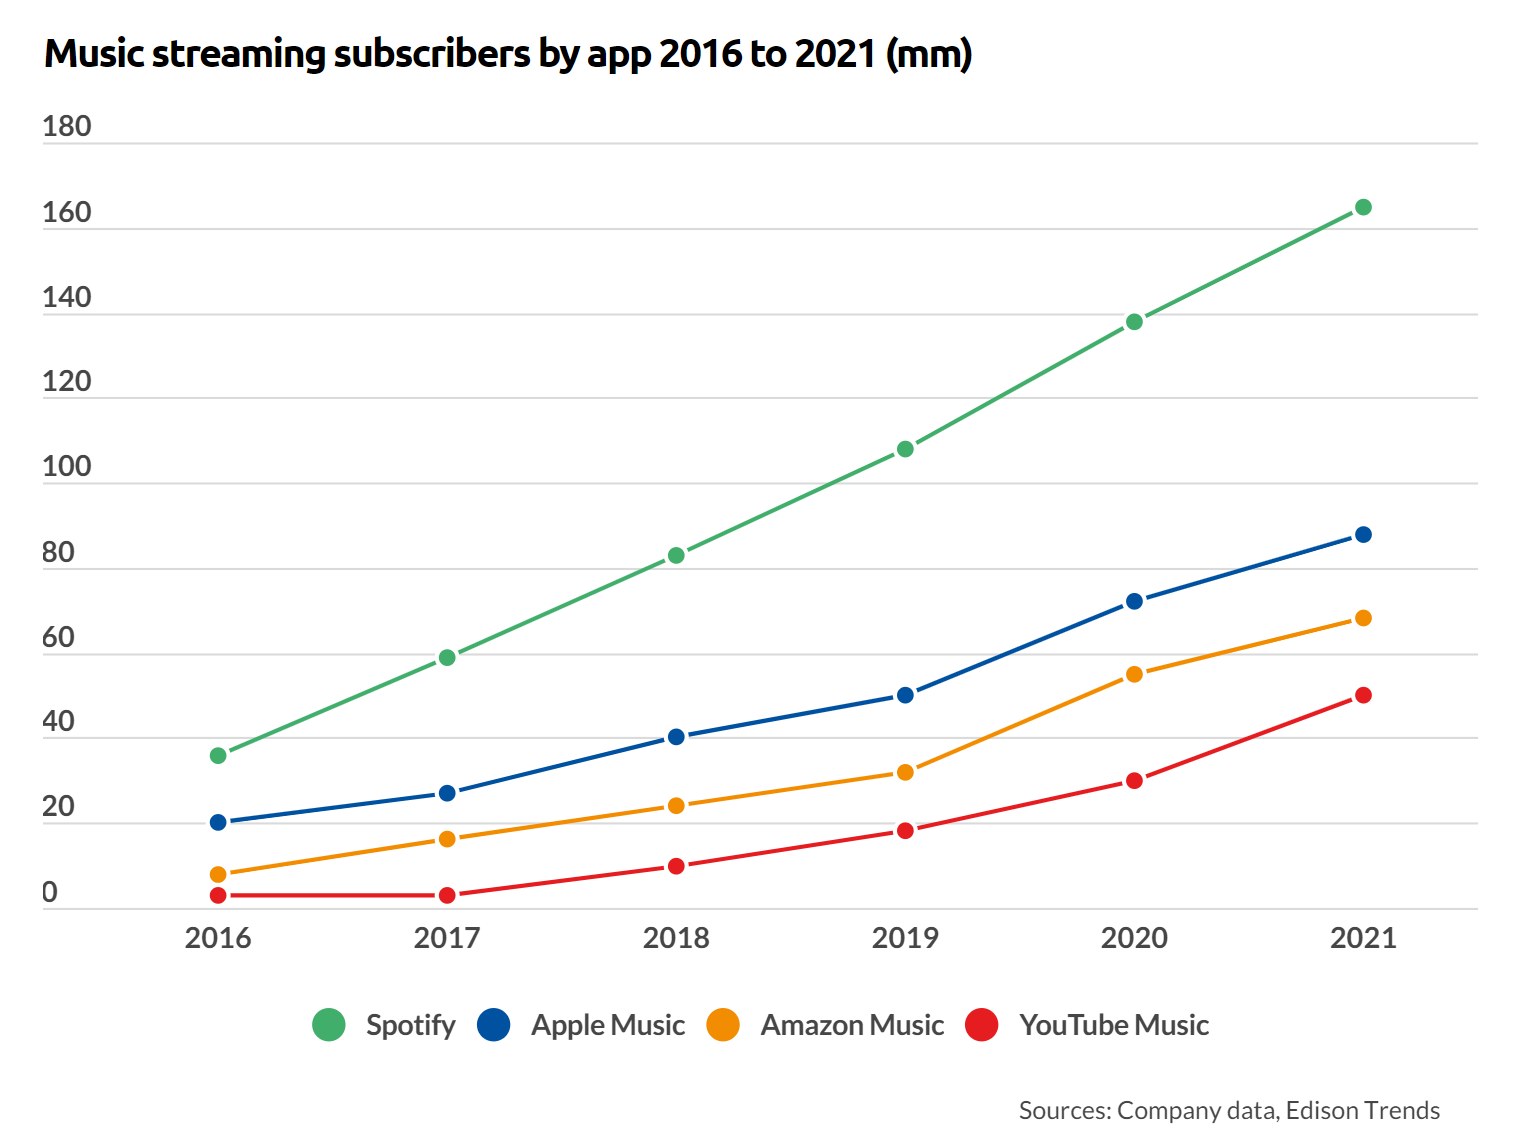 Music streaming subscribers by app 2016 to 2021 (mm)
180
160
140
120
100
80
60
40
20
0
2016 2017 2018 2019 2020 2021
Spotify Apple Music Amazon Music YouTube Music
Sources: Company data, Edison Trends